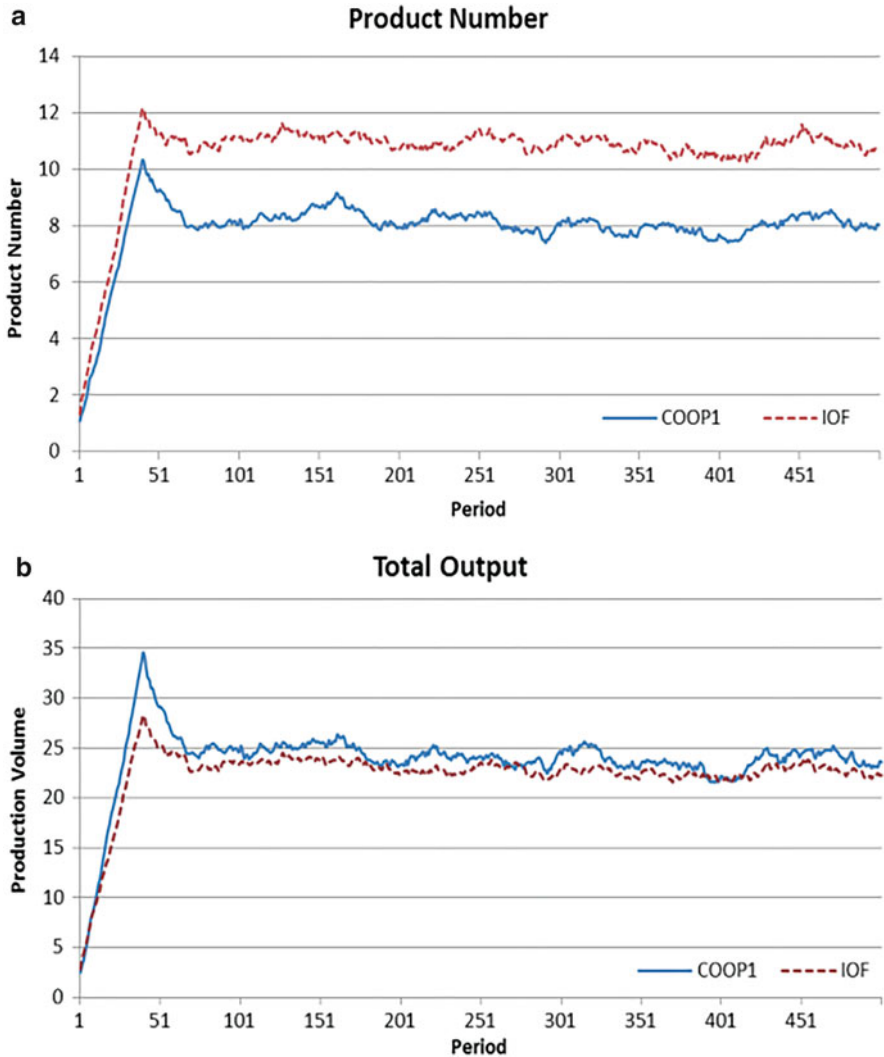 a
Product Number
Product Number
14
12
10
8
6
4
2
0
COOP1 IOF
1 51 101 151 201 251 301 351 401 451
Period
b
Total Output
Production Volume
40
35
30
25
20
15
10
5
0
COOP1 IOF
1 51 101 151 201 251 301 351 401 451
Period